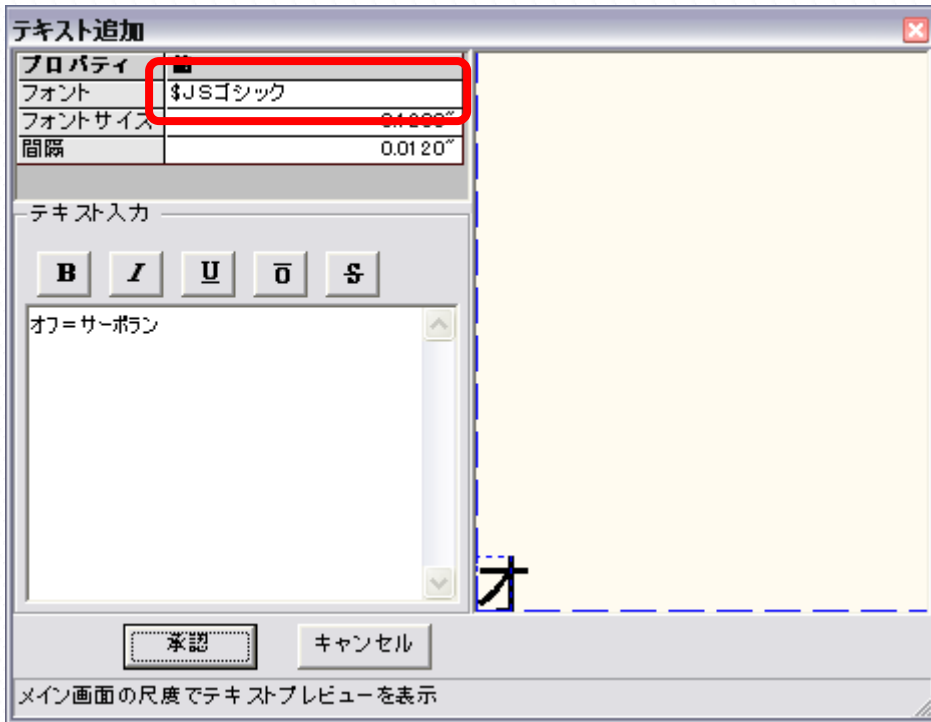 テキスト追加
プロパティ
フォント $JSゴシック
フォントサイズ
間隔 0.0120"
テキスト入力
B I U O S
オフ=サーボラン
オ
承認 キャンセル
メイン画面の尺度でテキストプレビューを表示